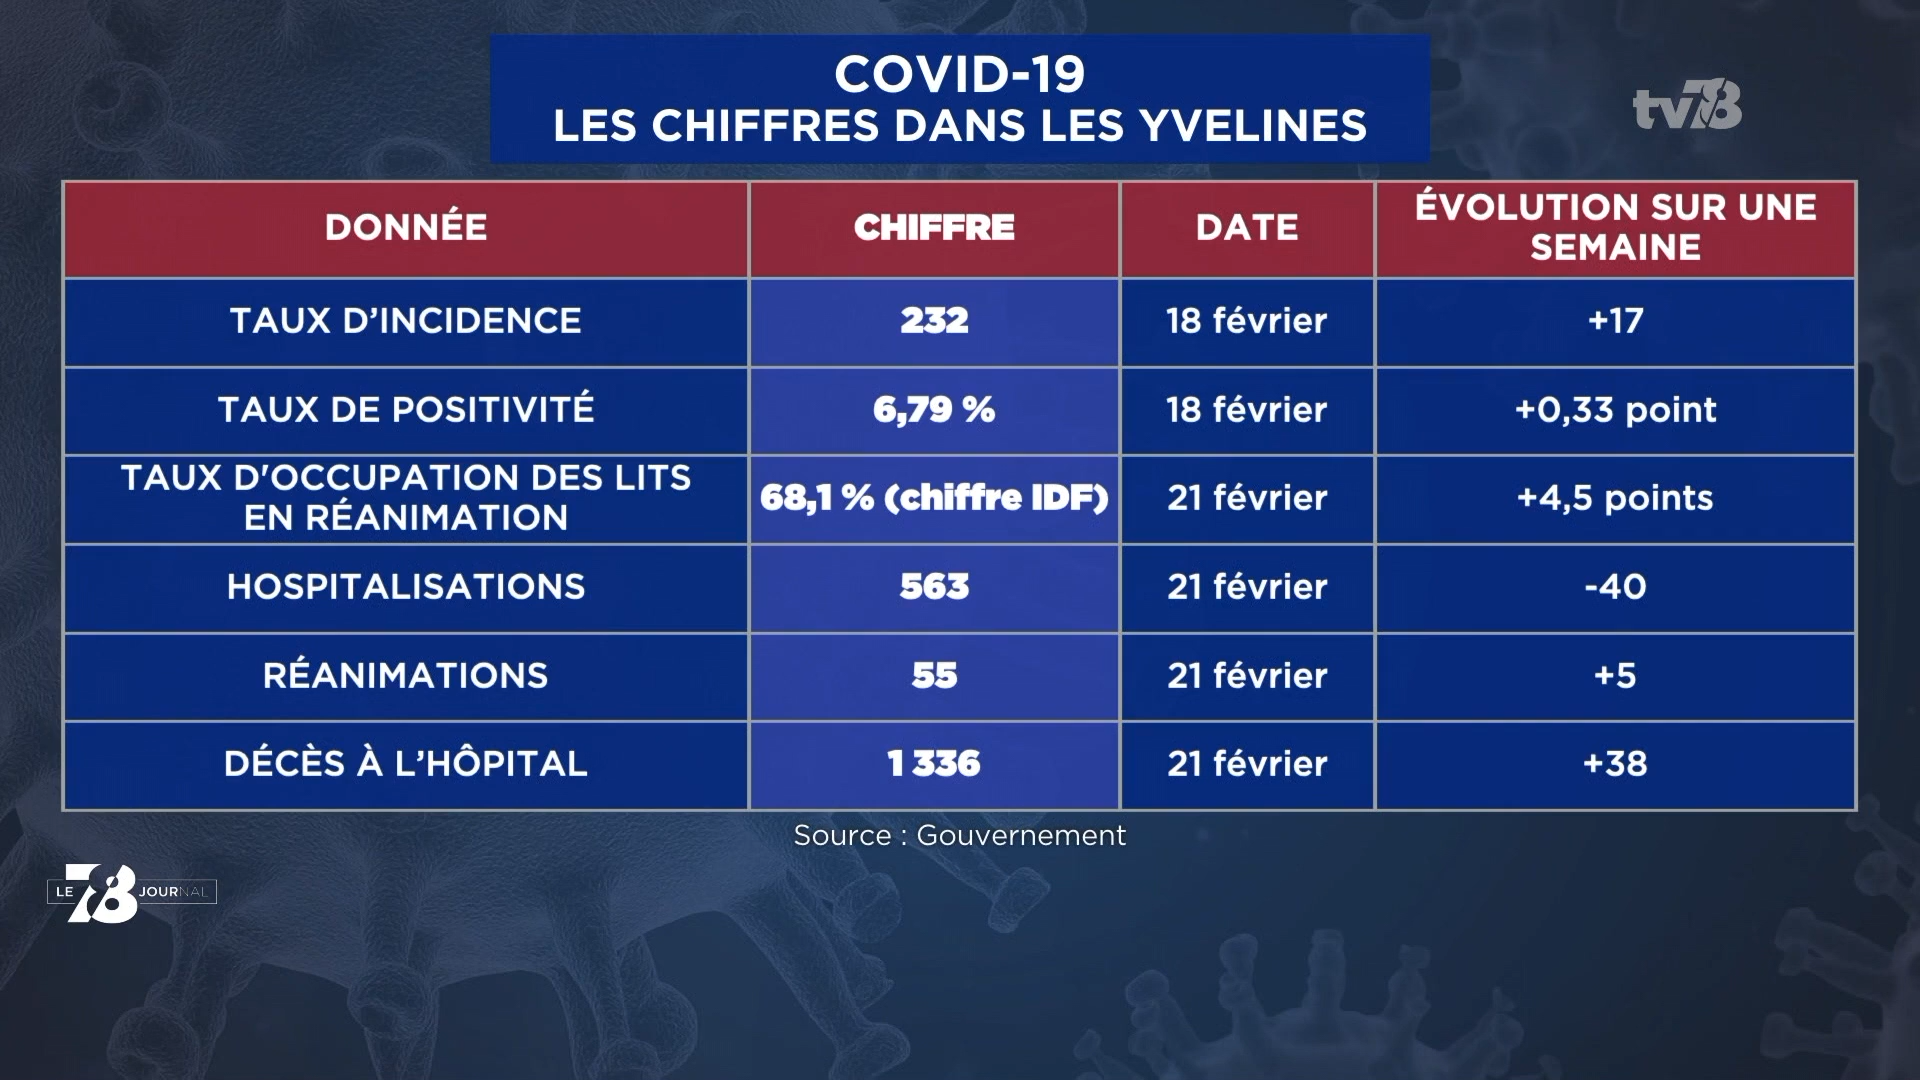 COVID-19
LES CHIFFRES DANS LES YVELINES
tv78
DONNÉE CHIFFRE DATE ÉVOLUTION SUR UNE
SEMAINE
TAUX D’INCIDENCE 232 18 février +17
TAUX DE POSITIVITÉ 6,79 % 18 février +0,33 point
TAUX D'OCCUPATION DES LITS
EN RÉANIMATION 68,1 % (chiffre IDF) 21 février +4,5 points
HOSPITALISATIONS 563 21 février -40
RÉANIMATIONS 55 21 février +5
DÉCÈS À L’HÔPITAL 1 336 21 février +38
Source : Gouvernement
LE 78 JOURNAL